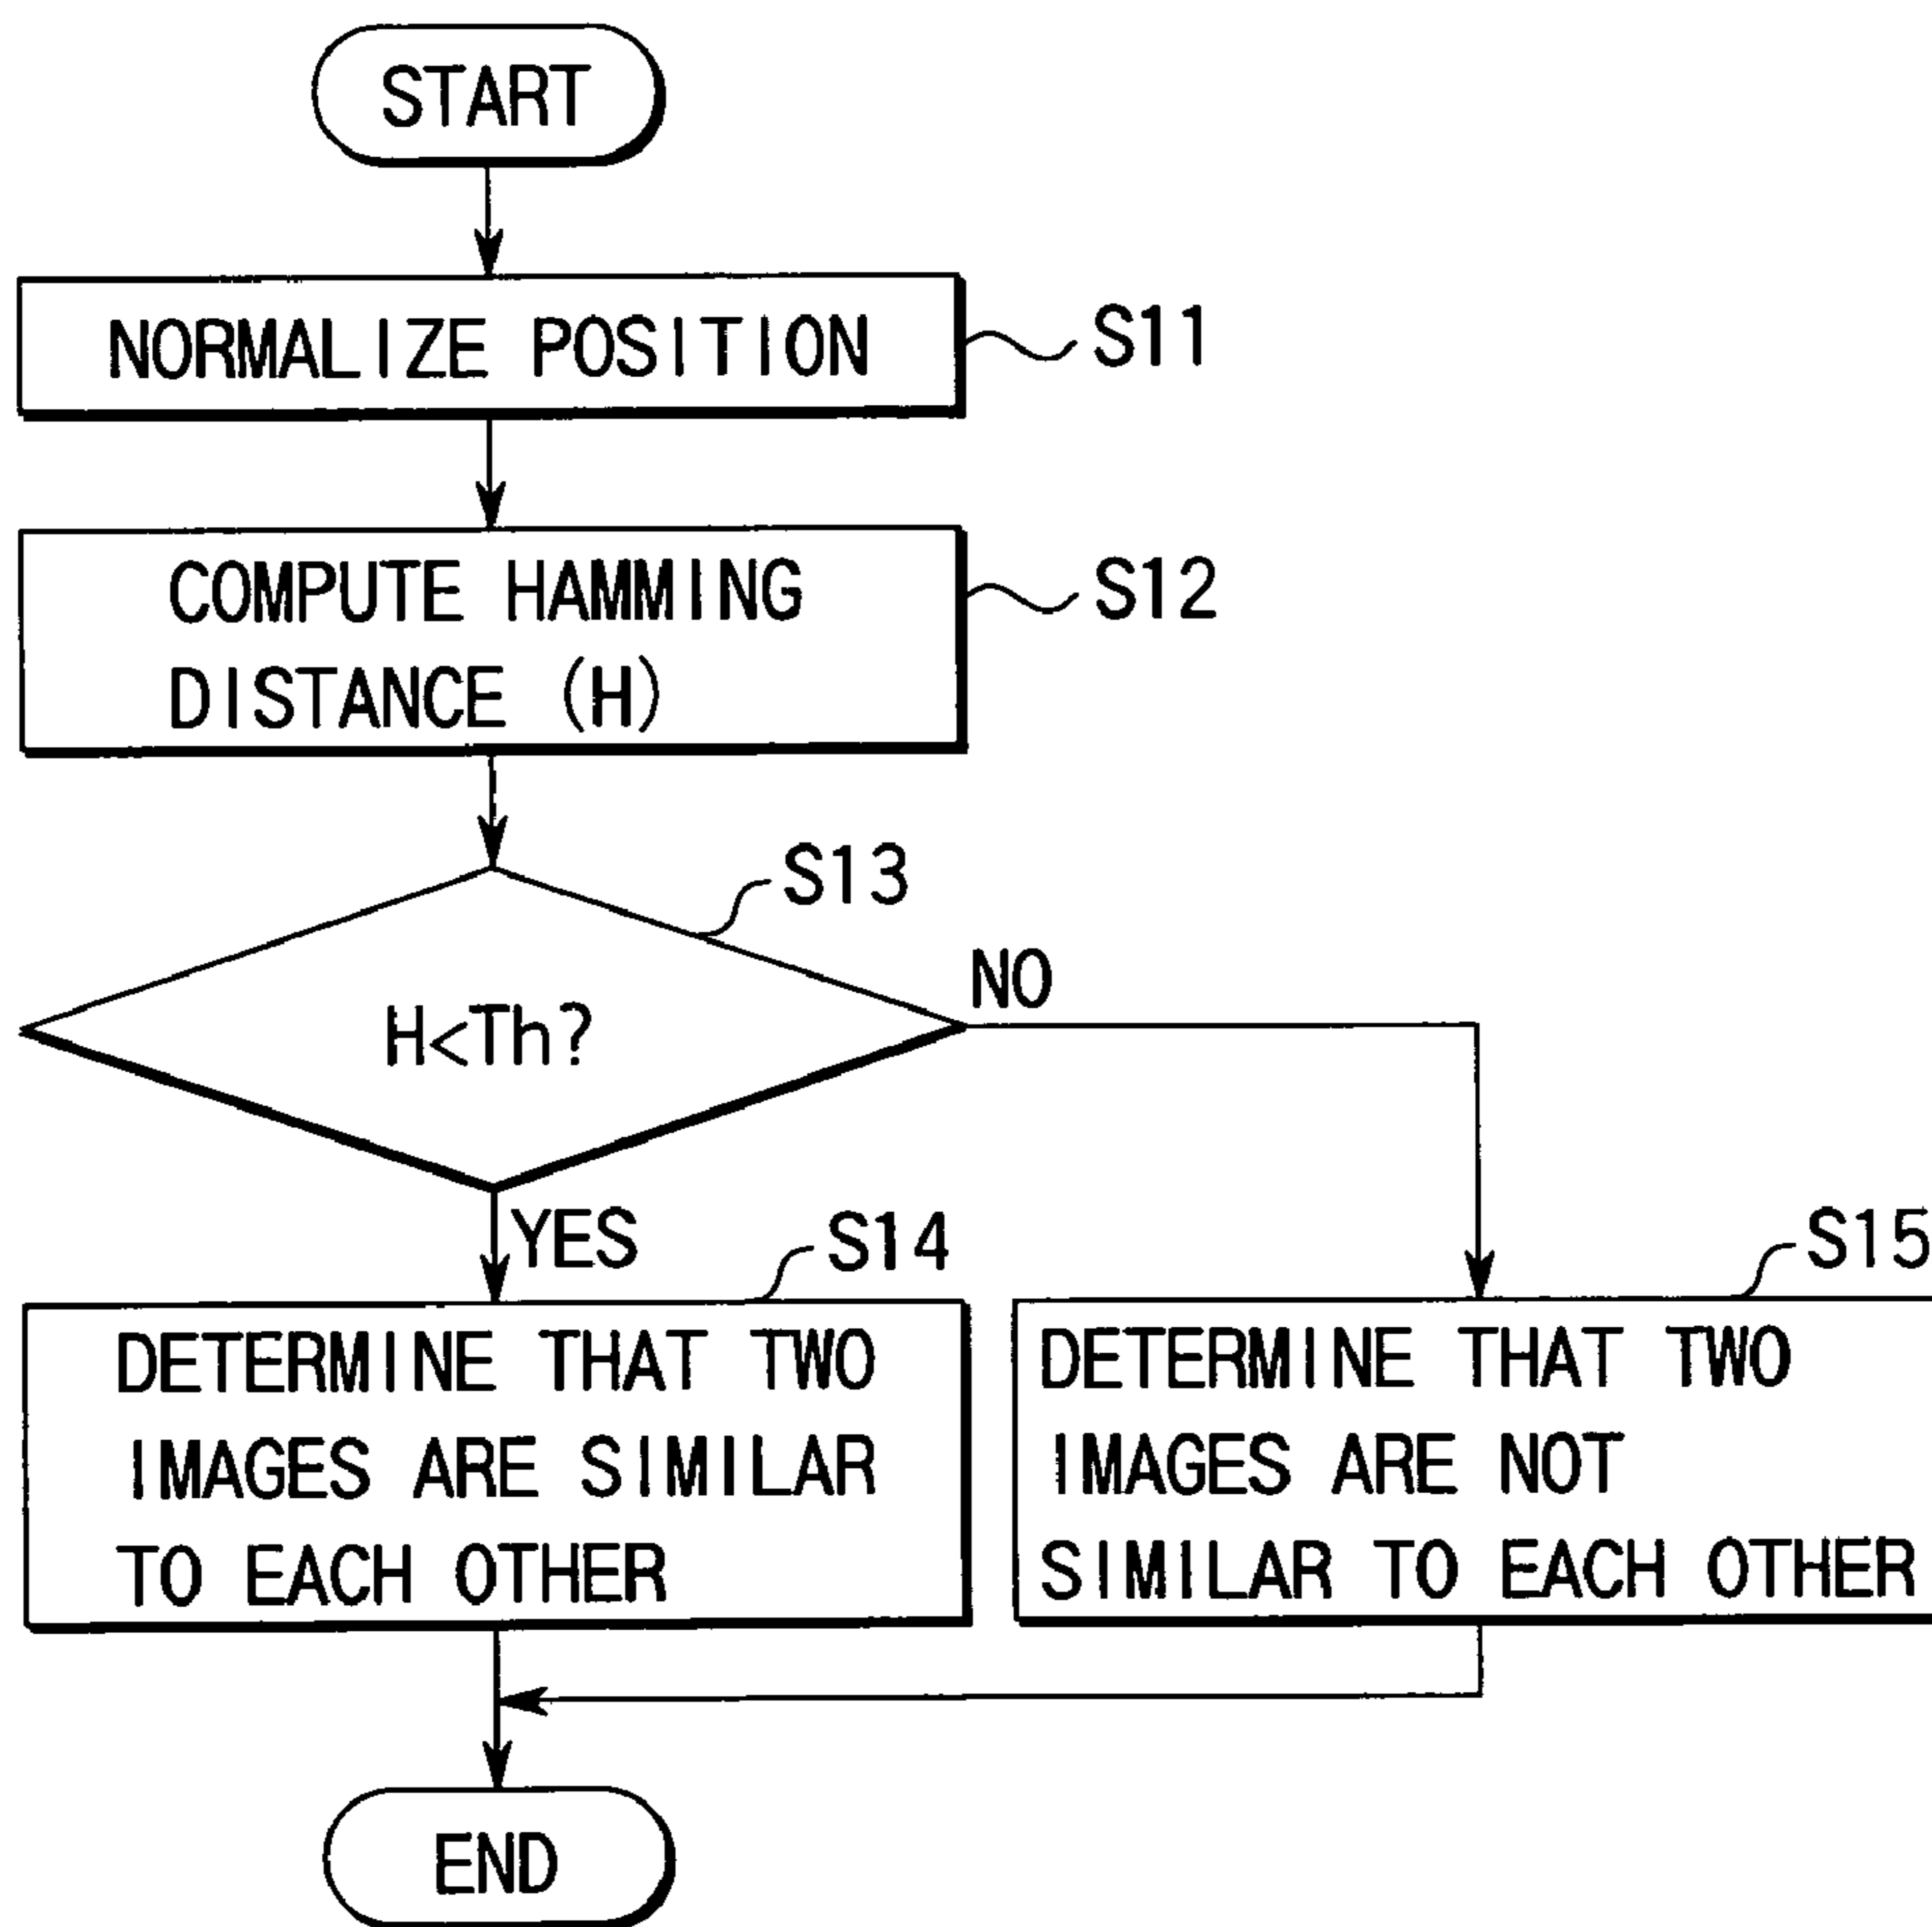 START
NORMALIZE POSITION
S11
COMPUTE HAMMING
DISTANCE (H)
S12
S13
H<Th?
NO
YES
S14
DETERMINE THAT TWO
IMAGES ARE SIMILAR
TO EACH OTHER
S15
DETERMINE THAT TWO
IMAGES ARE NOT
SIMILAR TO EACH OTHER
END